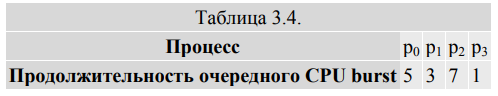 Таблица 3.4.
Процесс p₀ p₁ p₂ p₃
Продолжительность очередного CPU burst 5 3 7 1